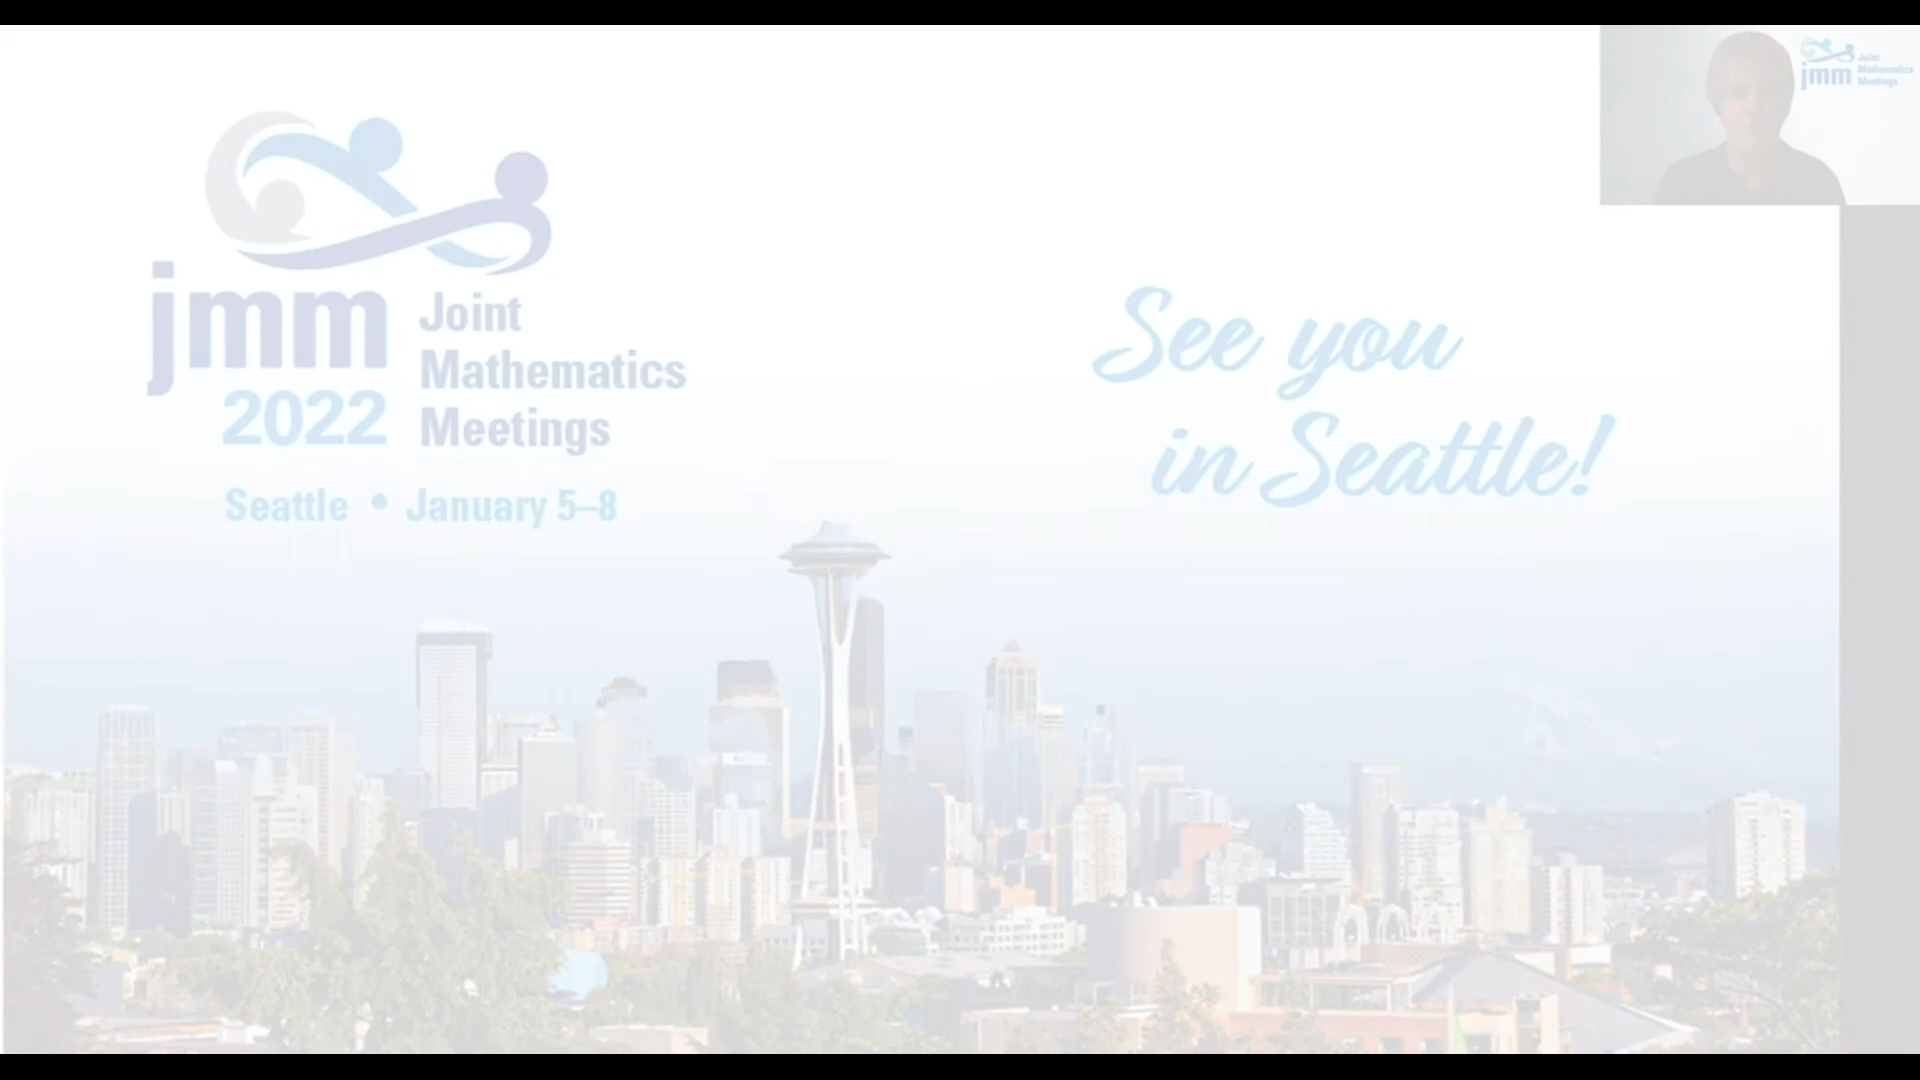 jmm
2022
Joint
Mathematics
Meetings
Seattle • January 5–8
See you
in Seattle!
jmm
Joint
Mathematics
Meetings